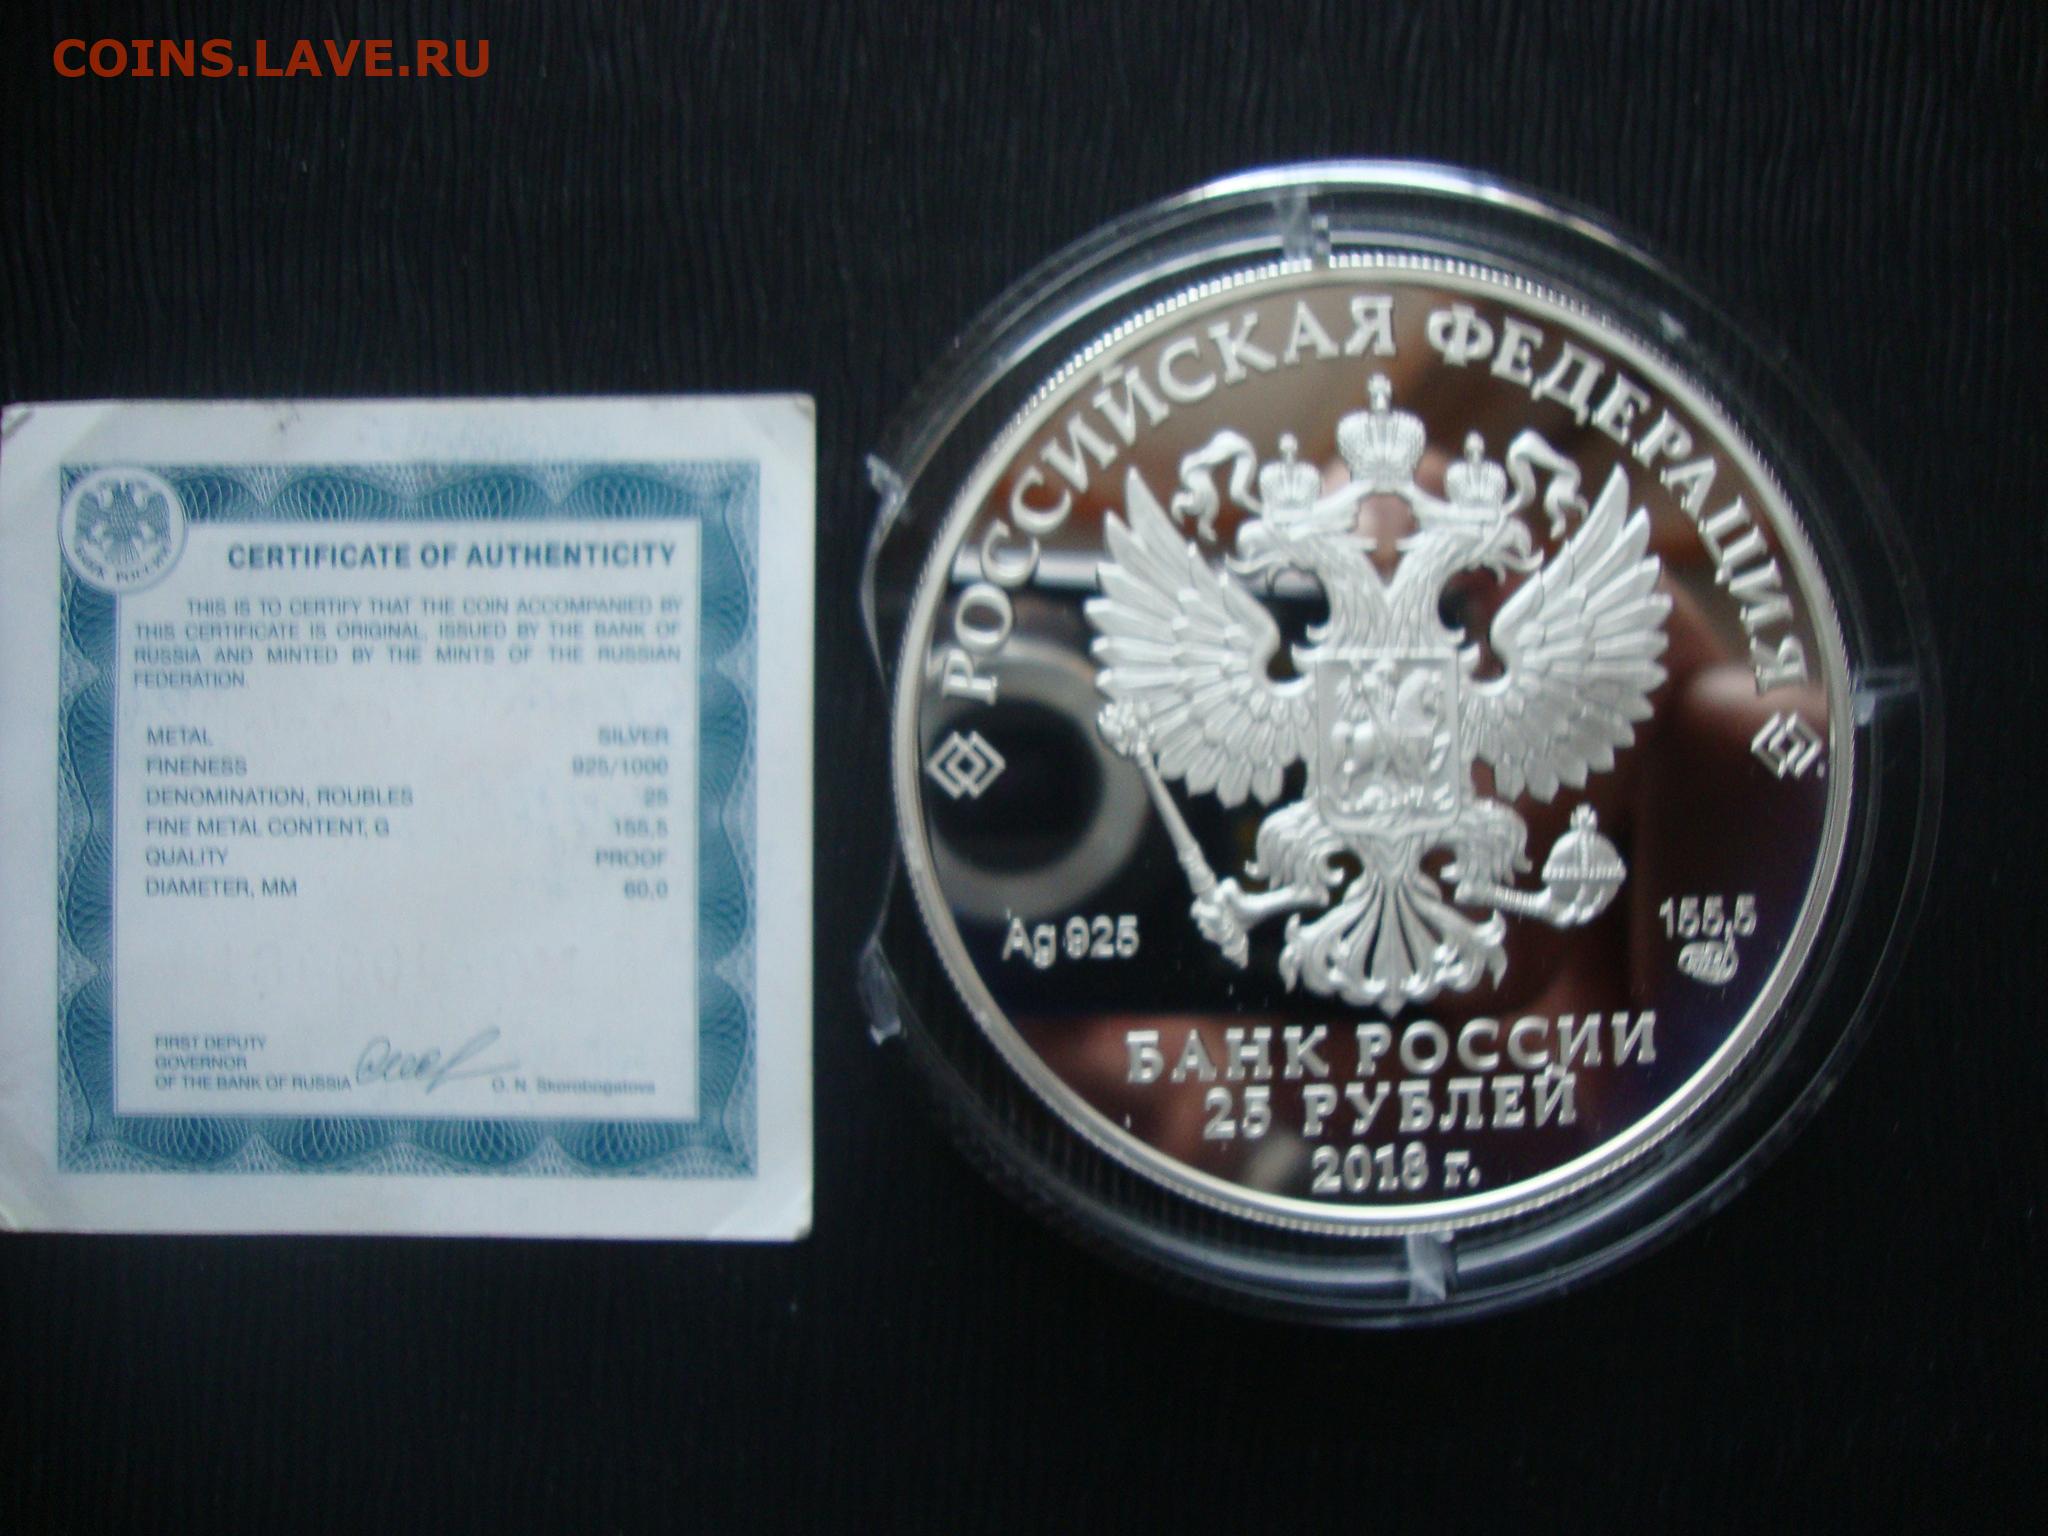 COINS.LAVE.RU
CERTIFICATE OF AUTHENTICITY
THIS IS TO CERTIFY THAT THE COIN ACCOMPANIED BY
THIS CERTIFICATE IS ORIGINAL, ISSUED BY THE BANK OF
RUSSIA AND MINTED BY THE MINTS OF THE RUSSIAN
FEDERATION.
METAL SILVER
FINENESS 925/1000
DENOMINATION, ROUBLES 25
FINE METAL CONTENT, G 155,5
QUALITY PROOF
DIAMETER, MM 60,0
FIRST DEPUTY
GOVERNOR
OF THE BANK OF RUSSIA O. N. Skorobogatova
РОССИЙСКАЯ ФЕДЕРАЦИЯ
Ag 925
155,5
БАНК РОССИИ
25 РУБЛЕЙ
2018 г.